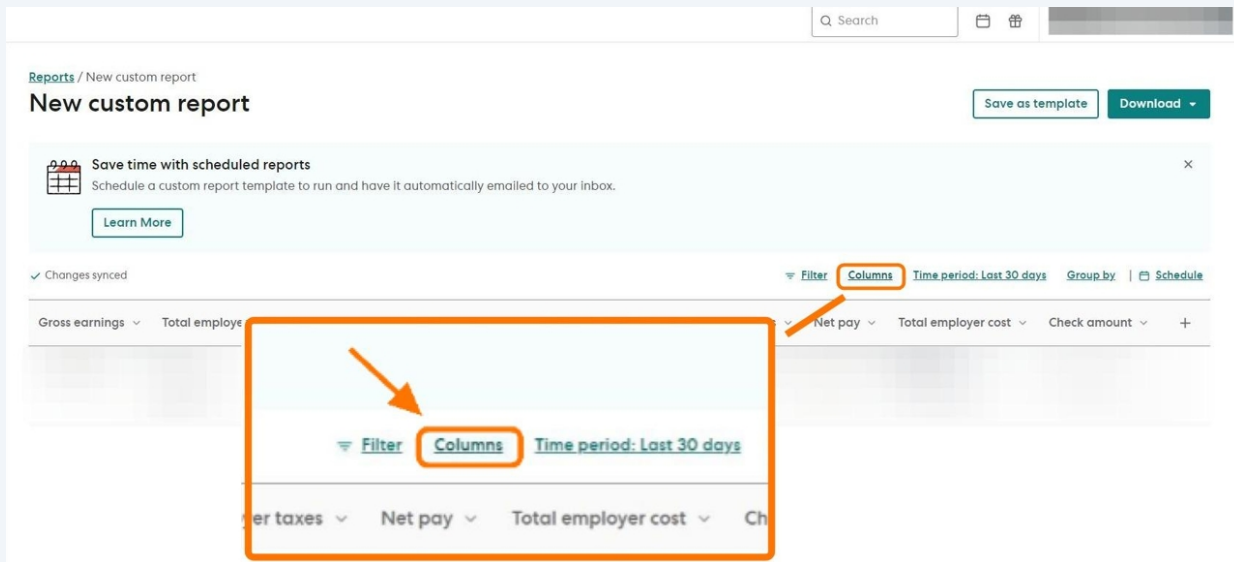 Search
Reports / New custom report
New custom report
Save as template
Download
Save time with scheduled reports
Schedule a custom report template to run and have it automatically emailed to your inbox.
Learn More
Changes synced
Filter Columns Time period: Last 30 days Group by | Schedule
Gross earnings Total Net pay Total employer cost Check amount +
Filter Columns Time period: Last 30 days
taxes Net pay Total employer cost